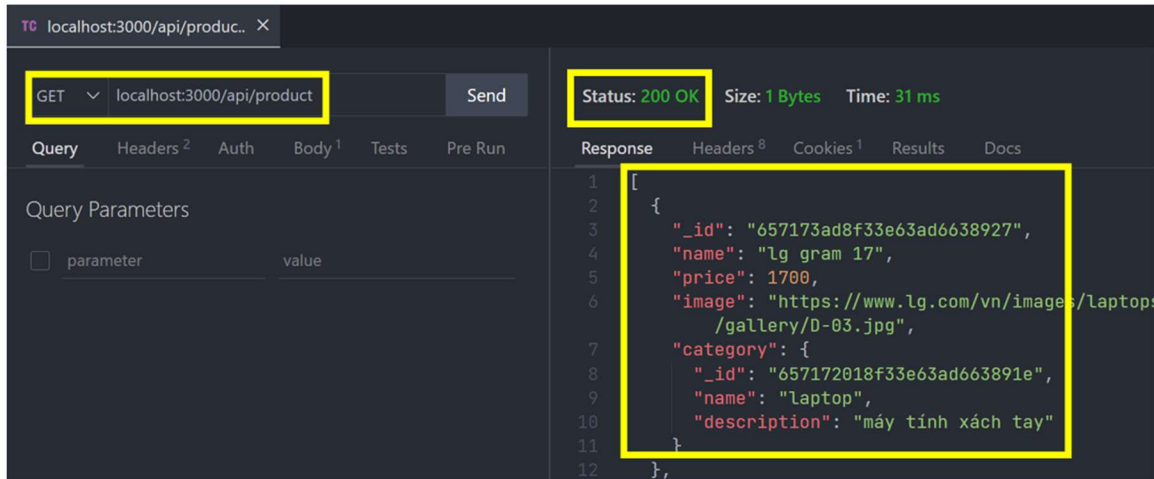 TC localhost:3000/api/produc.. ×
GET localhost:3000/api/product Send
Status: 200 OK Size: 1 Bytes Time: 31 ms
Query Headers 2 Auth Body 1 Tests Pre Run
Response Headers 8 Cookies 1 Results Docs
Query Parameters
parameter value
1 [
2 {
3 "_id": "657173ad8f33e63ad6638927",
4 "name": "lg gram 17",
5 "price": 1700,
6 "image": "https://www.lg.com/vn/images/laptops
/gallery/D-03.jpg",
7 "category": {
8 "_id": "657172018f33e63ad663891e",
9 "name": "laptop",
10 "description": "máy tính xách tay"
11 }
12 },